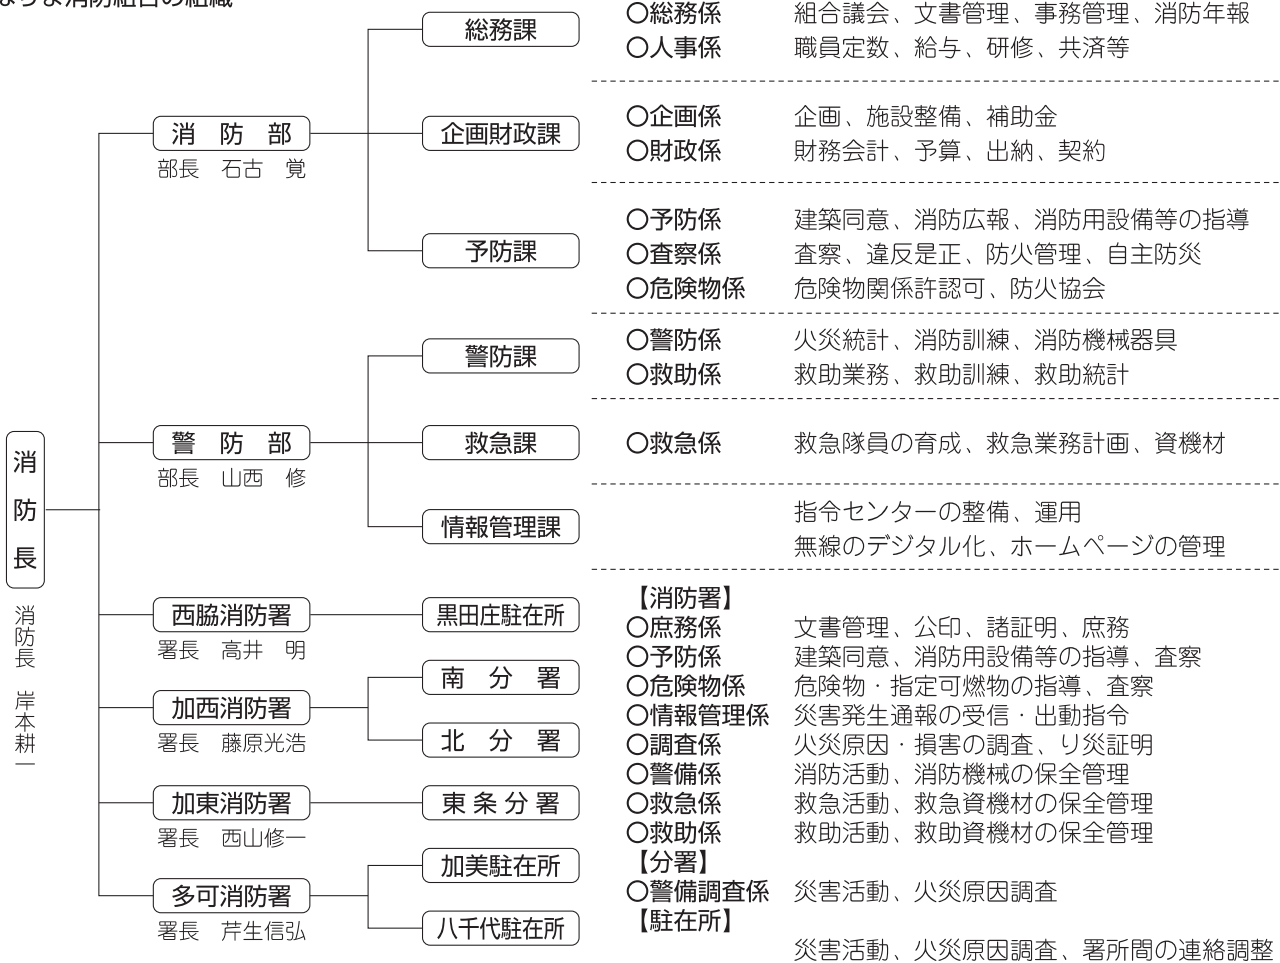 消防組合の組織
総務課
○総務係 組合議会、文書管理、事務管理、消防年報
○人事係 職員定数、給与、研修、共済等
消防部
部長 石古 覚
企画財政課
○企画係 企画、施設整備、補助金
○財政係 財務会計、予算、出納、契約
予防課
○予防係 建築同意、消防広報、消防用設備等の指導
○査察係 査察、違反是正、防火管理、自主防災
○危険物係 危険物関係許認可、防火協会
警防課
○警防係 火災統計、消防訓練、消防機械器具
○救助係 救助業務、救助訓練、救助統計
警防部
部長 山西 修
救急課
○救急係 救急隊員の育成、救急業務計画、資機材
情報管理課
指令センターの整備、運用
無線のデジタル化、ホームページの管理
消防長
消防長 岸本耕一
西脇消防署
署長 高井 明
黒田庄駐在所
加西消防署
署長 藤原光浩
南分署
北分署
加東消防署
署長 西山修一
東条分署
多可消防署
署長 芹生信弘
加美駐在所
八千代駐在所
【消防署】
○庶務係 文書管理、公印、諸証明、庶務
○予防係 建築同意、消防用設備等の指導、査察
○危険物係 危険物・指定可燃物の指導、査察
○情報管理係 災害発生通報の受信・出動指令
○調査係 火災原因・損害の調査、り災証明
○警備係 消防活動、消防機械の保全管理
○救急係 救急活動、救急資機材の保全管理
○救助係 救助活動、救助資機材の保全管理
【分署】
○警備調査係 災害活動、火災原因調査
【駐在所】
災害活動、火災原因調査、署所間の連絡調整